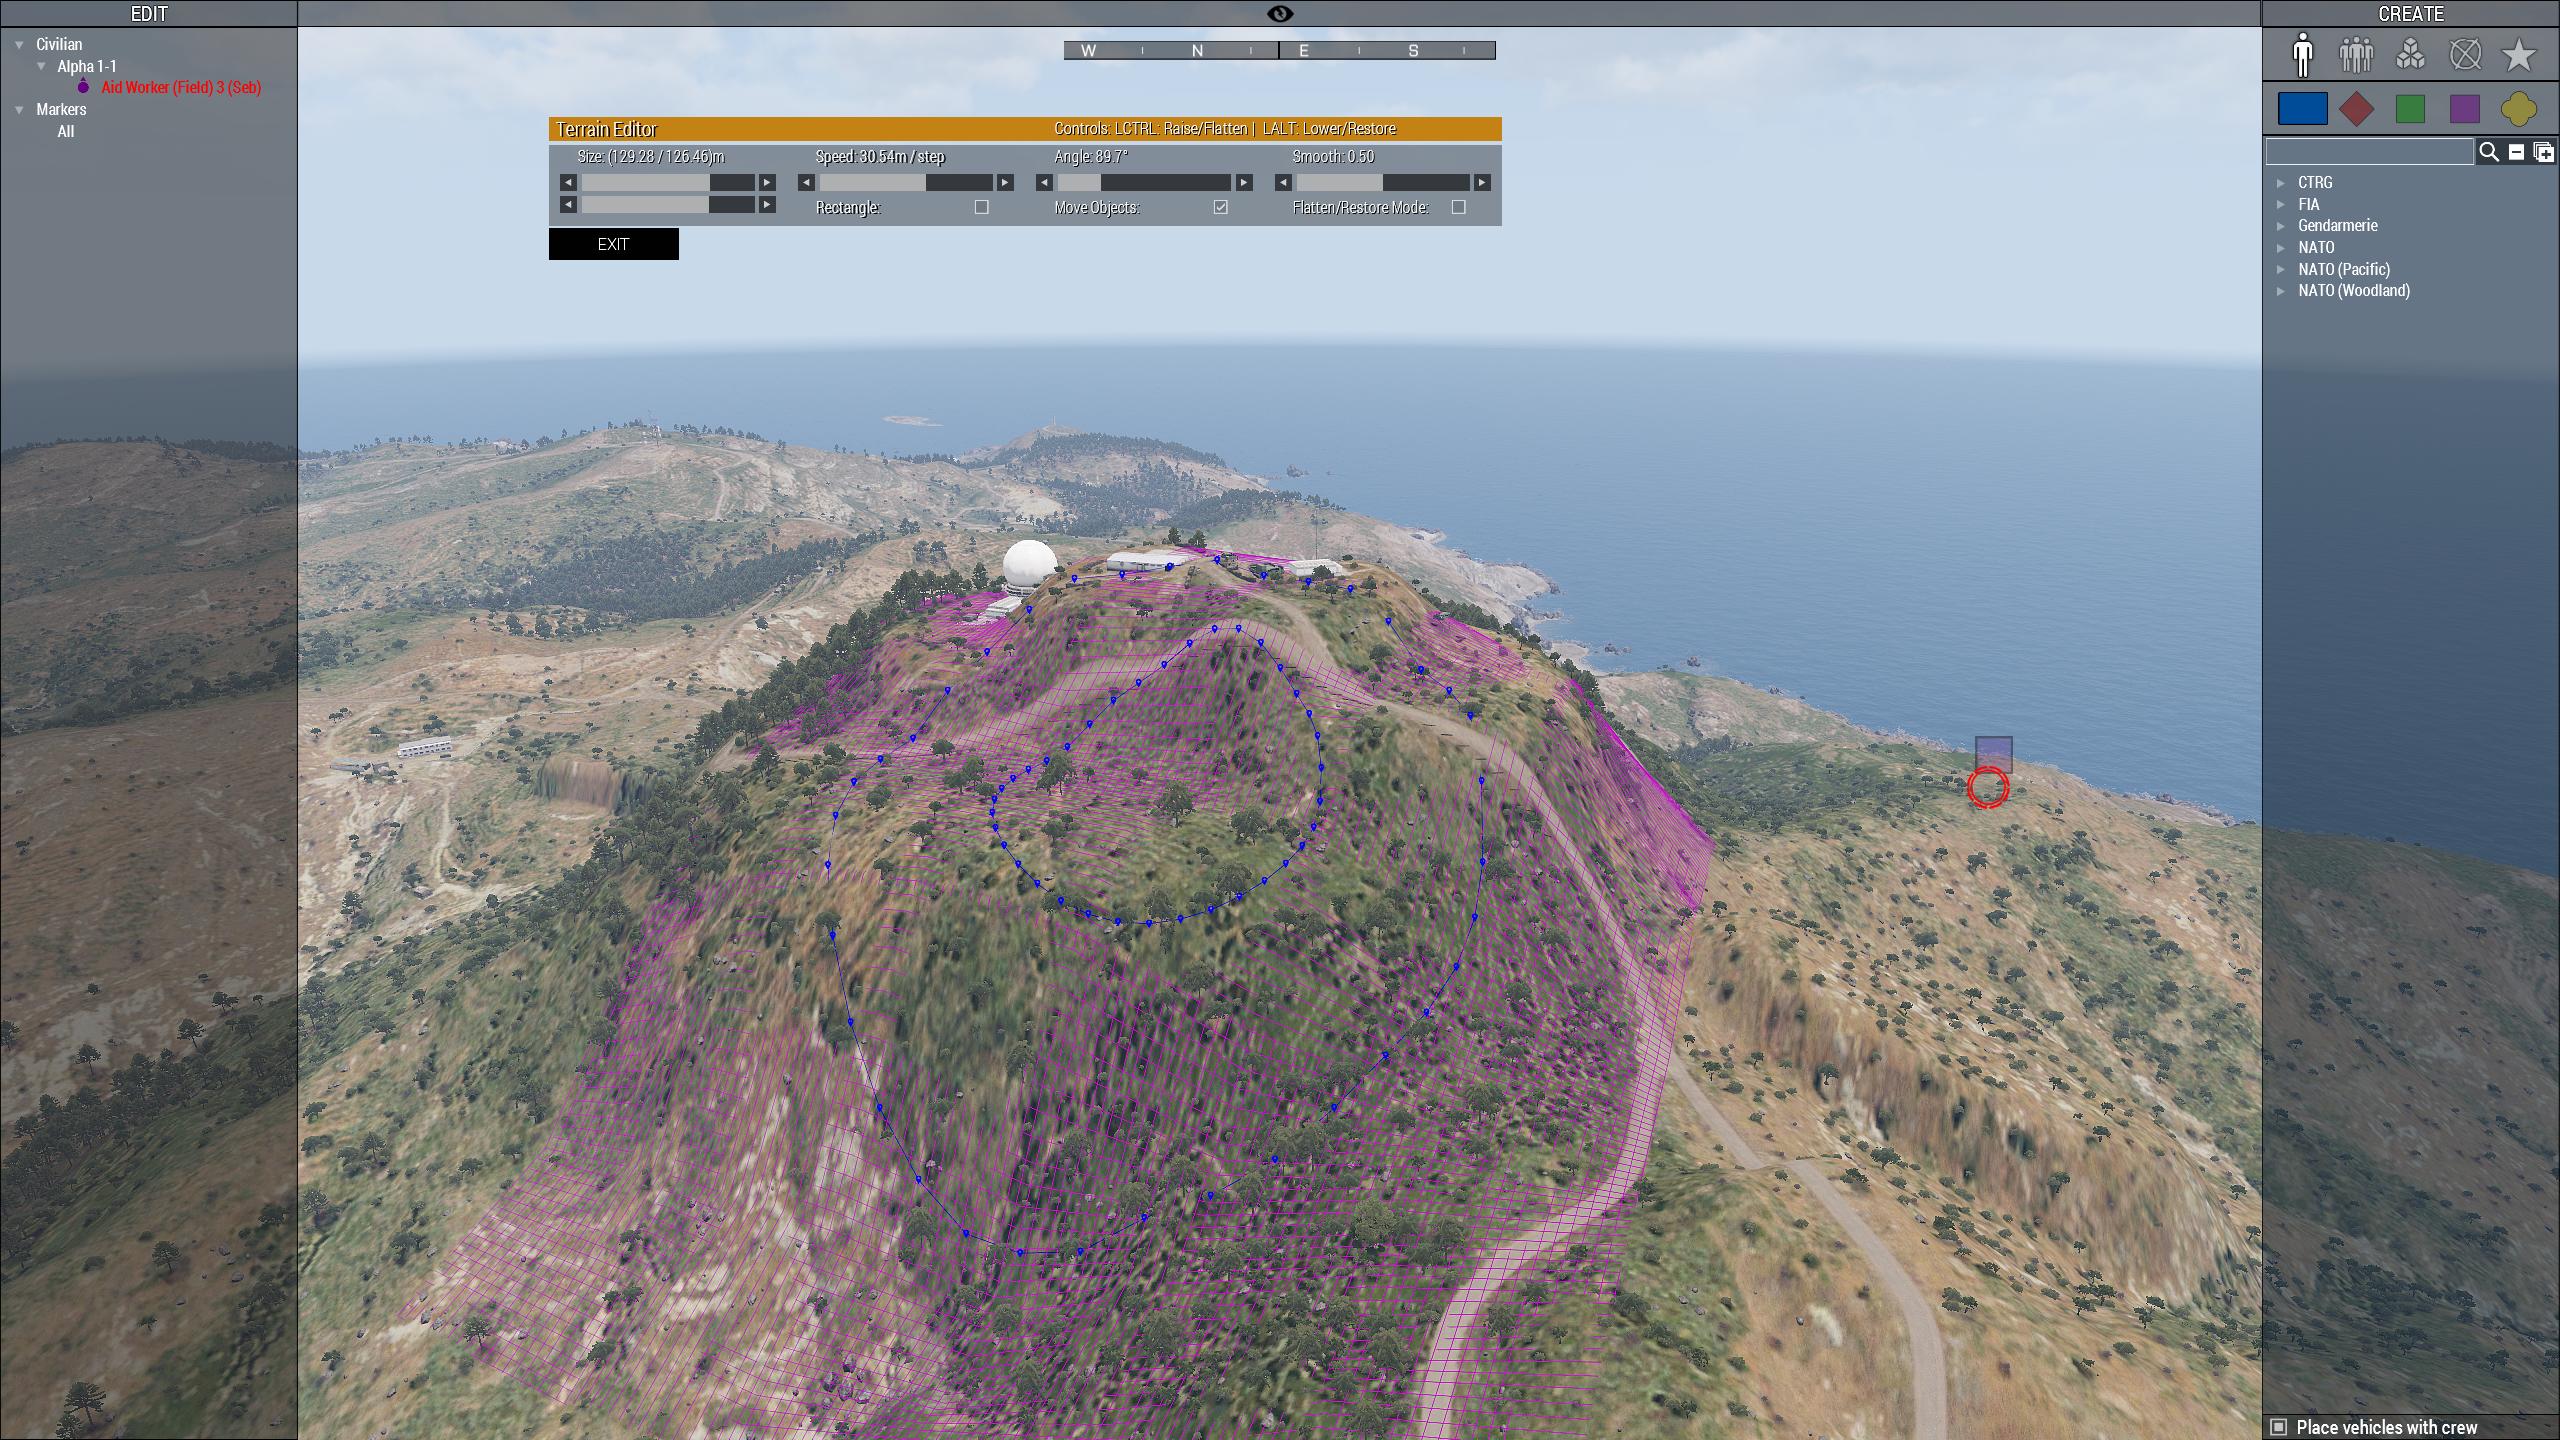 EDIT
CREATE
Civilian
Alpha 1-1
Aid Worker (Field) 3 (Seb)
Markers
All
W N E S
Terrain Editor
Controls: LCTRL: Raise/Flatten | LALT: Lower/Restore
Size: (129.28 / 126.46)m
Speed: 30.54m / step
Angle: 89.7°
Smooth: 0.50
Rectangle:
Move Objects:
Flatten/Restore Mode:
EXIT
CTRG
FIA
Gendarmerie
NATO
NATO (Pacific)
NATO (Woodland)
Place vehicles with crew